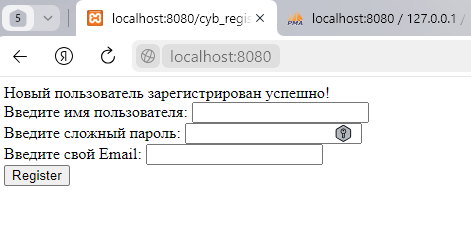 5
localhost:8080/cyb_regis
localhost:8080 / 127.0.0.1 /
Я
localhost:8080
Новый пользователь зарегистрирован успешно!
Введите имя пользователя:
Введите сложный пароль:
Введите свой Email:
Register